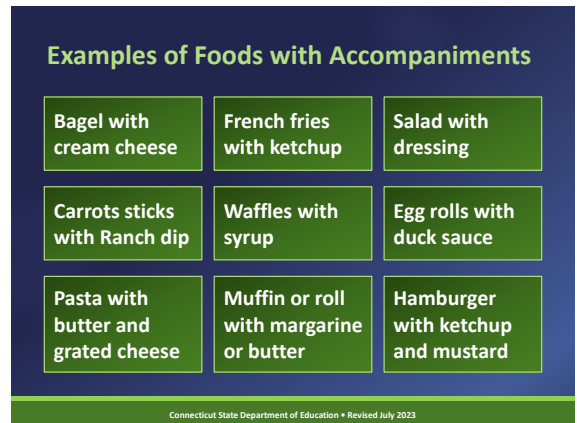 Examples of Foods with Accompaniments
Bagel with
cream cheese
French fries
with ketchup
Salad with
dressing
Carrots sticks
with Ranch dip
Waffles with
syrup
Egg rolls with
duck sauce
Pasta with
butter and
grated cheese
Muffin or roll
with margarine
or butter
Hamburger
with ketchup
and mustard
Connecticut State Department of Education • Revised July 2023